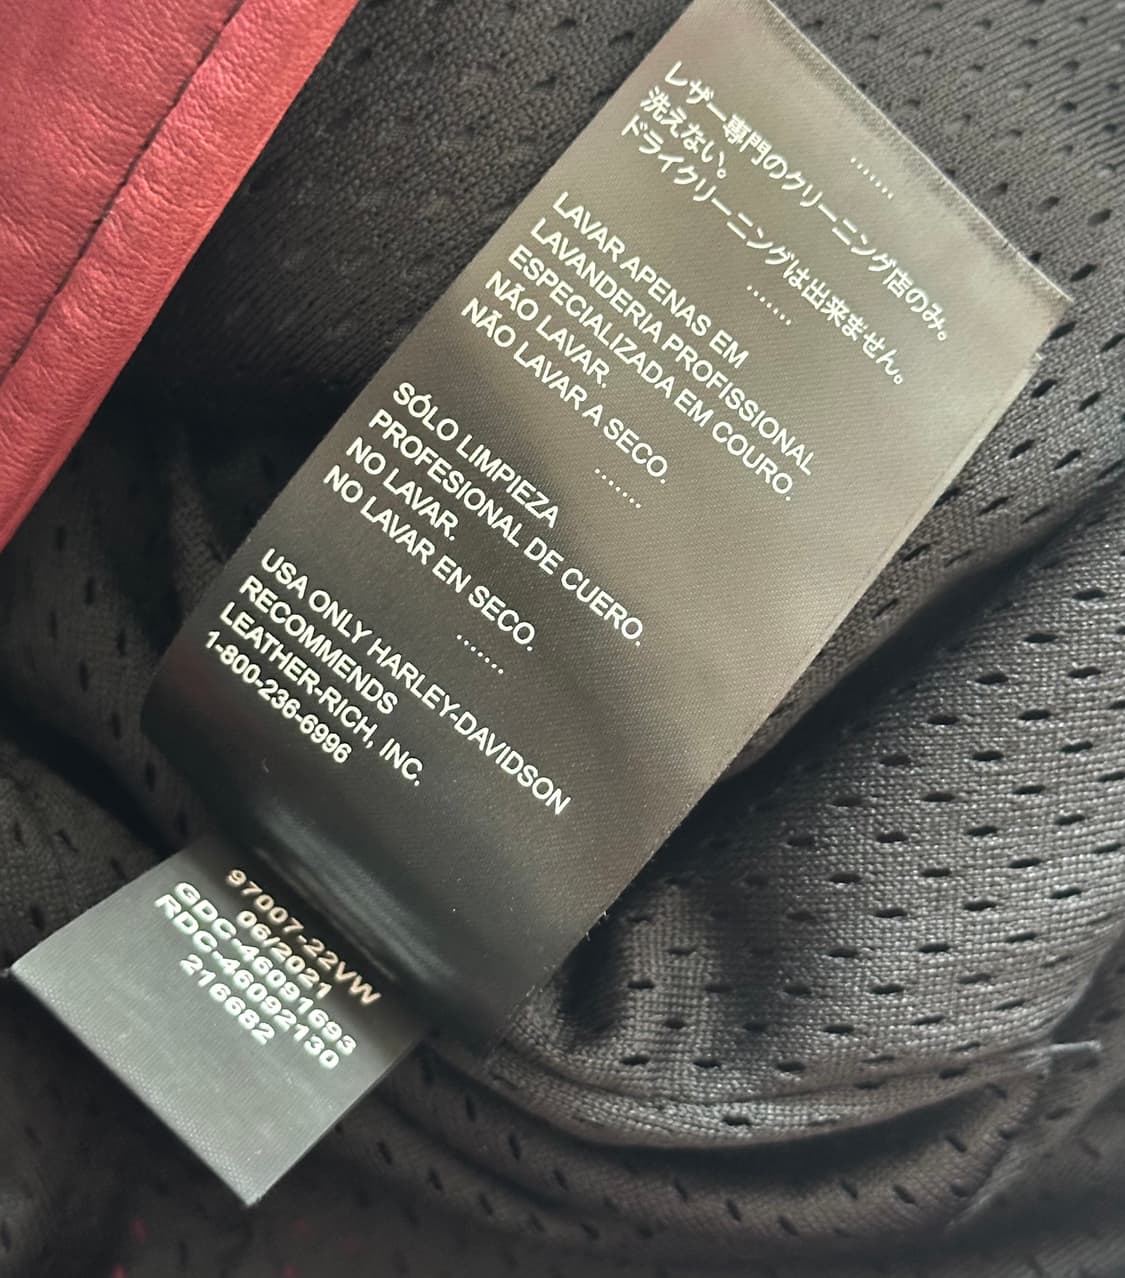 .......
レザー専門のクリーニング店のみ。
洗えない。
ドライクリーニングは出来ません。
.......
LAVAR APENAS EM
LAVANDERIA PROFISSIONAL
ESPECIALIZADA EM COURO.
NÃO LAVAR.
NÃO LAVAR A SECO.
.......
SÓLO LIMPIEZA
PROFESIONAL DE CUERO.
NO LAVAR.
NO LAVAR EN SECO.
.......
USA ONLY HARLEY-DAVIDSON
RECOMMENDS
LEATHER-RICH, INC.
1-800-236-6996
97007-22VW
06/2021
GDC-46091693
RDC-46092130
216682